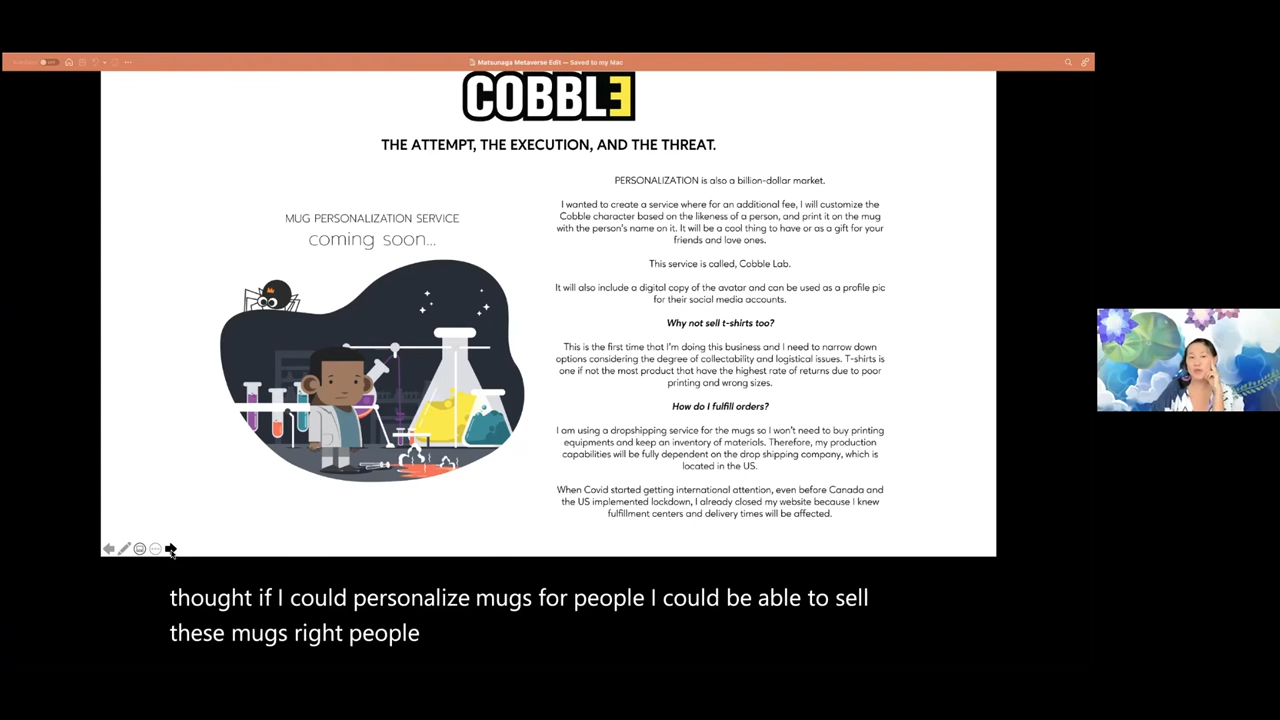 Matsunaga Metaverse Edit — Saved to my Mac
COBBLE
THE ATTEMPT, THE EXECUTION, AND THE THREAT.
MUG PERSONALIZATION SERVICE
coming soon...
PERSONALIZATION is also a billion-dollar market.
I wanted to create a service where for an additional fee, I will customize the
Cobble character based on the likeness of a person, and print it on the mug
with the person's name on it. It will be a cool thing to have or as a gift for your
friends and love ones.
This service is called, Cobble Lab.
It will also include a digital copy of the avatar and can be used as a profile pic
for their social media accounts.
Why not sell t-shirts too?
This is the first time that I'm doing this business and I need to narrow down
options considering the degree of collectability and logistical issues. T-shirts is
one if not the most product that have the highest rate of returns due to poor
printing and wrong sizes.
How do I fulfill orders?
I am using a dropshipping service for the mugs so I won't need to buy printing
equipments and keep an inventory of materials. Therefore, my production
capabilities will be fully dependent on the drop shipping company, which is
located in the US.
When Covid started getting international attention, even before Canada and
the US implemented lockdown, I already closed my website because I knew
fulfillment centers and delivery times will be affected.
thought if I could personalize mugs for people I could be able to sell
these mugs right people